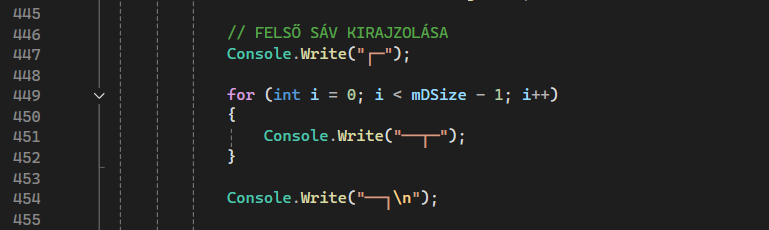 445
446 // FELSŐ SÁV KIRAJZOLÁSA
447 Console.Write("┌─");
448
449 for (int i = 0; i < mDSize - 1; i++)
450 {
451 Console.Write("──┬─");
452 }
453
454 Console.Write("──┐\n");
455